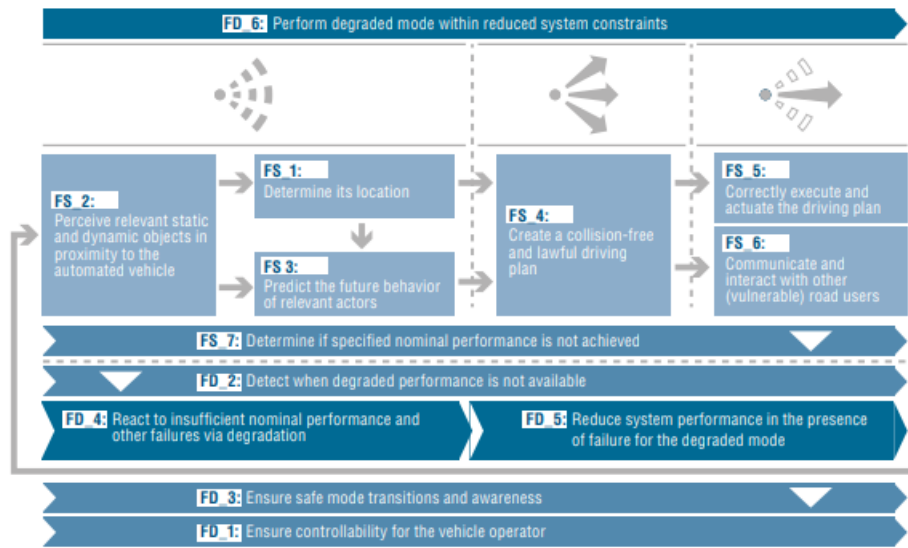 FD_6: Perform degraded mode within reduced system constraints
FS_2:
Perceive relevant static
and dynamic objects in
proximity to the
automated vehicle
FS_1:
Determine its location
FS 3:
Predict the future behavior
of relevant actors
FS_4:
Create a collision-free
and lawful driving
plan
FS_5:
Correctly execute and
actuate the driving plan
FS_6:
Communicate and
interact with other
(vulnerable) road users
FS_7: Determine if specified nominal performance is not achieved
FD_2: Detect when degraded performance is not available
FD_4: React to insufficient nominal performance and
other failures via degradation
FD_5: Reduce system performance in the presence
of failure for the degraded mode
FD_3: Ensure safe mode transitions and awareness
FD_1: Ensure controllability for the vehicle operator